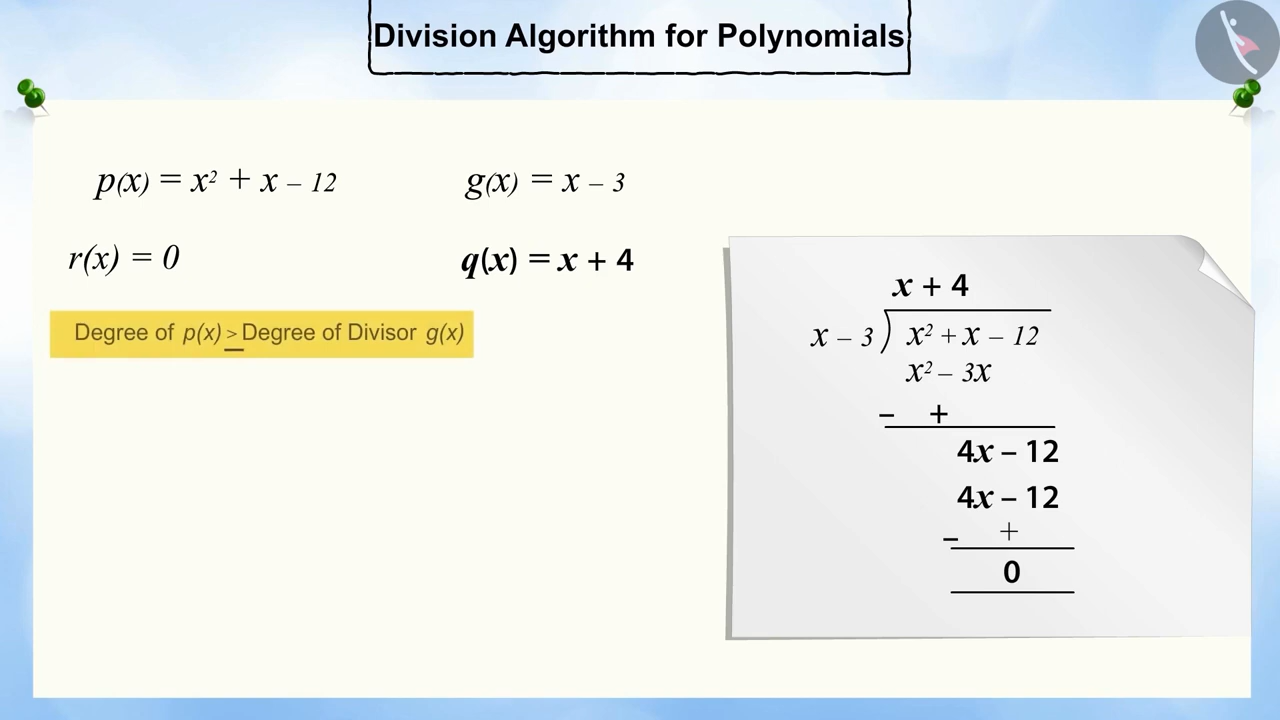 Division Algorithm for Polynomials
p(x) = x² + x – 12
g(x) = x – 3
r(x) = 0
q(x) = x + 4
Degree of p(x) ≥ Degree of Divisor g(x)
x + 4
x – 3 ) x² + x – 12
x² – 3x
– +
4x – 12
4x – 12
– +
0